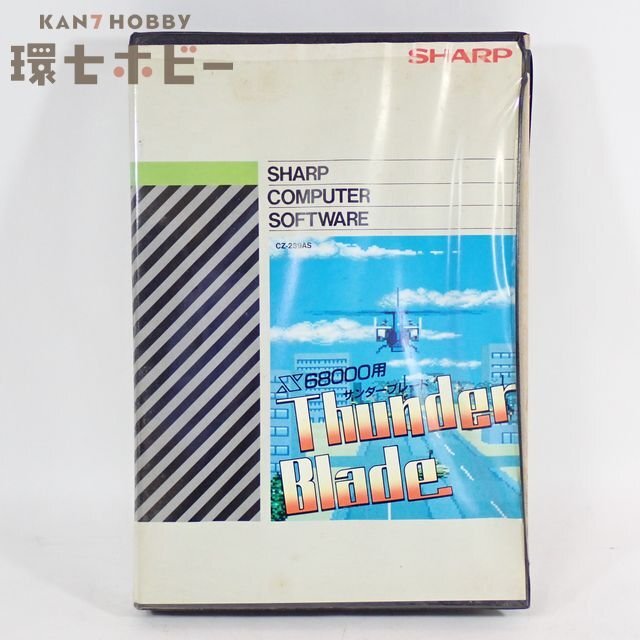 KAN7 HOBBY
環七ホビー
SHARP
SHARP
COMPUTER
SOFTWARE
CZ-239AS
X68000用
サンダーブレード
Thunder
Blade